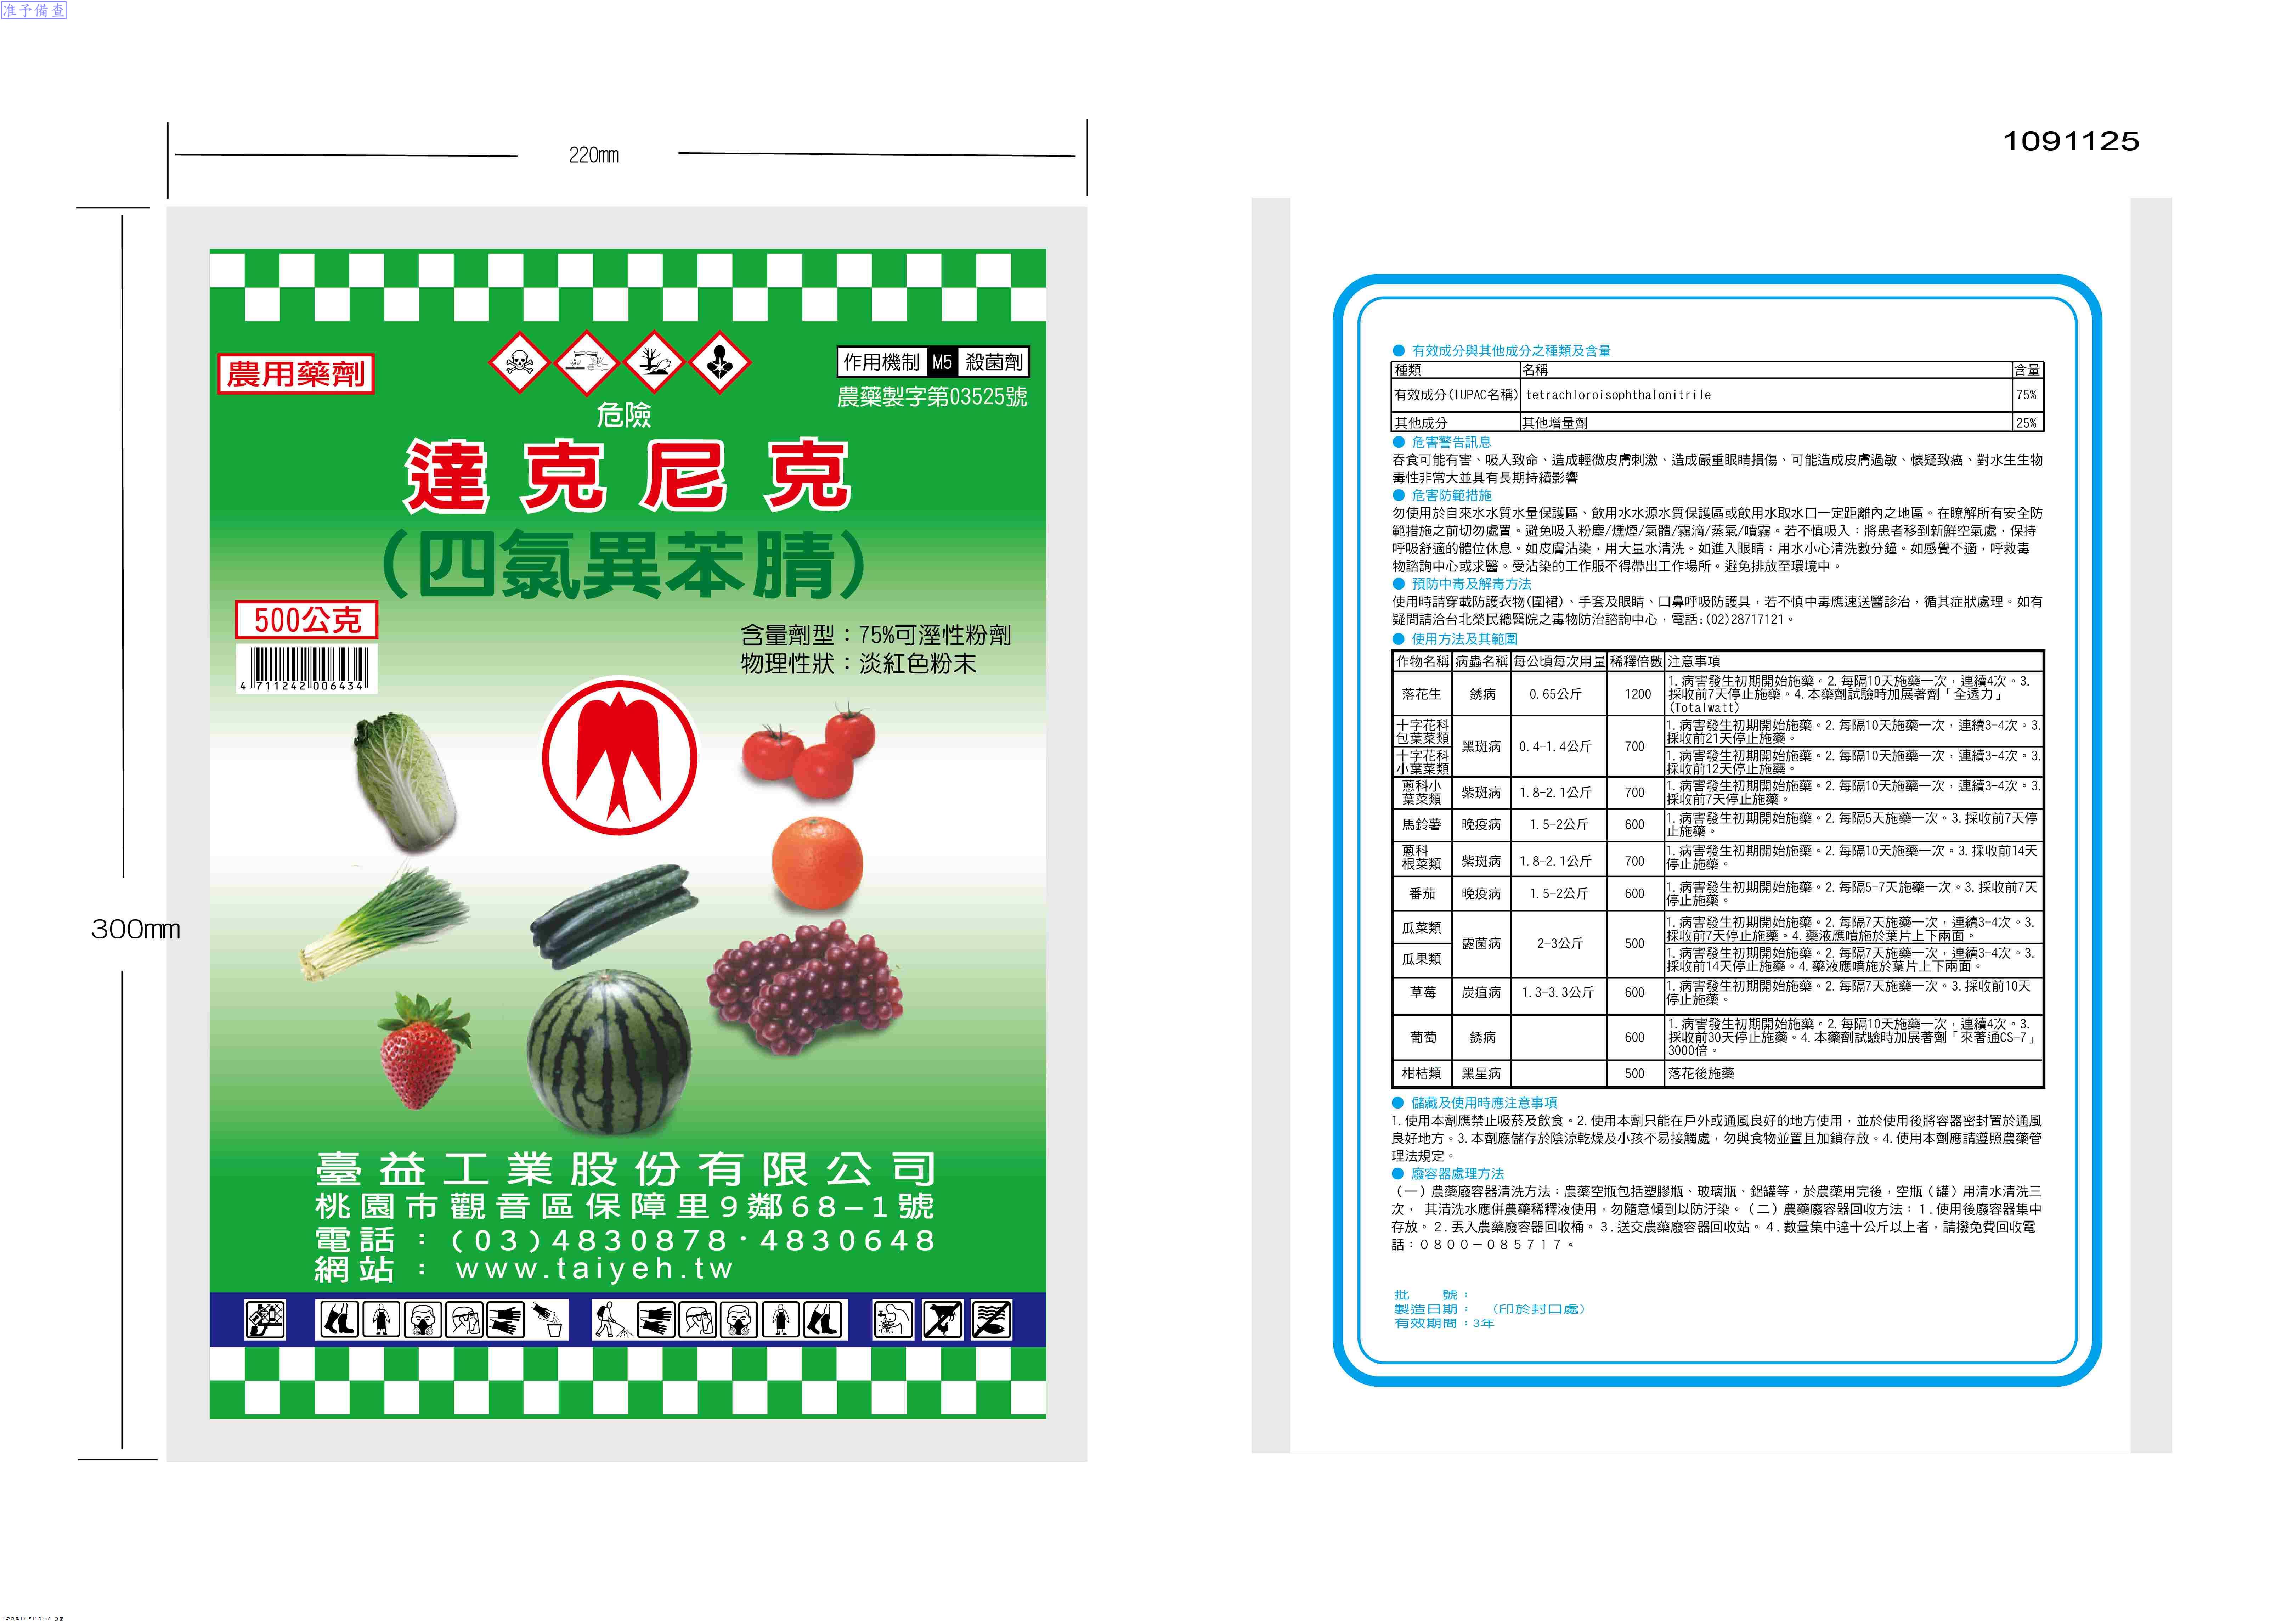 准予備查
220mm
1091125
300mm
農用藥劑
作用機制 M5 殺菌劑
農藥製字第03525號
危險
達克尼克
(四氯異苯腈)
500公克
4 711242 006434
含量劑型：75%可溼性粉劑
物理性狀：淡紅色粉末
臺益工業股份有限公司
桃園市觀音區保障里9鄰68-1號
電話：(03)4830878·4830648
網站：www.taiyeh.tw
● 有效成分與其他成分之種類及含量
種類 名稱 含量
有效成分(IUPAC名稱) tetrachloroisophthalonitrile 75%
其他成分 其他增量劑 25%
● 危害警告訊息
吞食可能有害、吸入致命、造成輕微皮膚刺激、造成嚴重眼睛損傷、可能造成皮膚過敏、懷疑致癌、對水生生物
毒性非常大並具有長期持續影響
● 危害防範措施
勿使用於自來水水質水量保護區、飲用水水源水質保護區或飲用水取水口一定距離內之地區。在瞭解所有安全防
範措施之前切勿處置。避免吸入粉塵/燻煙/氣體/霧滴/蒸氣/噴霧。若不慎吸入：將患者移到新鮮空氣處，保持
呼吸舒適的體位休息。如皮膚沾染，用大量水清洗。如進入眼睛：用水小心清洗數分鐘。如感覺不適，呼救毒
物諮詢中心或求醫。受沾染的工作服不得帶出工作場所。避免排放至環境中。
● 預防中毒及解毒方法
使用時請穿戴防護衣物(圍裙)、手套及眼睛、口鼻呼吸防護具，若不慎中毒應速送醫診治，循其症狀處理。如有
疑問請洽台北榮民總醫院之毒物防治諮詢中心，電話:(02)28717121。
● 使用方法及其範圍
作物名稱 病蟲名稱 每公頃每次用量 稀釋倍數 注意事項
落花生 銹病 0.65公斤 1200 1.病害發生初期開始施藥。2.每隔10天施藥一次，連續4次。3.
採收前7天停止施藥。4.本藥劑試驗時加展著劑「全透力」
(Totalwatt)
十字花科
包葉菜類 黑斑病 0.4-1.4公斤 700 1.病害發生初期開始施藥。2.每隔10天施藥一次，連續3-4次。3.
採收前21天停止施藥。
十字花科
小葉菜類 1.病害發生初期開始施藥。2.每隔10天施藥一次，連續3-4次。3.
採收前12天停止施藥。
蔥科小
葉菜類 紫斑病 1.8-2.1公斤 700 1.病害發生初期開始施藥。2.每隔10天施藥一次，連續3-4次。3.
採收前7天停止施藥。
馬鈴薯 晚疫病 1.5-2公斤 600 1.病害發生初期開始施藥。2.每隔5天施藥一次。3.採收前7天停
止施藥。
蔥科
根菜類 紫斑病 1.8-2.1公斤 700 1.病害發生初期開始施藥。2.每隔10天施藥一次。3.採收前14天
停止施藥。
番茄 晚疫病 1.5-2公斤 600 1.病害發生初期開始施藥。2.每隔5-7天施藥一次。3.採收前7天
停止施藥。
瓜菜類 露菌病 2-3公斤 500 1.病害發生初期開始施藥。2.每隔7天施藥一次，連續3-4次。3.
採收前7天停止施藥。4.藥液應噴施於葉片上下兩面。
瓜果類 1.病害發生初期開始施藥。2.每隔7天施藥一次，連續3-4次。3.
採收前14天停止施藥。4.藥液應噴施於葉片上下兩面。
草莓 炭疽病 1.3-3.3公斤 600 1.病害發生初期開始施藥。2.每隔7天施藥一次。3.採收前10天
停止施藥。
葡萄 銹病 600 1.病害發生初期開始施藥。2.每隔10天施藥一次，連續4次。3.
採收前30天停止施藥。4.本藥劑試驗時加展著劑「來著通CS-7」
3000倍。
柑桔類 黑星病 500 落花後施藥
● 儲藏及使用時應注意事項
1.使用本劑應禁止吸菸及飲食。2.使用本劑只能在戶外或通風良好的地方使用，並於使用後將容器密封置於通風
良好地方。3.本劑應儲存於陰涼乾燥及小孩不易接觸處，勿與食物並置且加鎖存放。4.使用本劑應請遵照農藥管
理法規定。
● 廢容器處理方法
（一）農藥廢容器清洗方法：農藥空瓶包括塑膠瓶、玻璃瓶、鋁罐等，於農藥用完後，空瓶（罐）用清水清洗三
次， 其清洗水應併農藥稀釋液使用，勿隨意傾到以防汙染。（二）農藥廢容器回收方法：1.使用後廢容器集中
存放。2.丟入農藥廢容器回收桶。3.送交農藥廢容器回收站。4.數量集中達十公斤以上者，請撥免費回收電
話：０８００－０８５７１７。
批 號：
製造日期： (印於封口處)
有效期間：3年